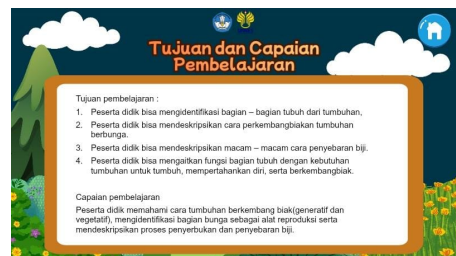 Tujuan dan Capaian
Pembelajaran
Tujuan pembelajaran :
1. Peserta didik bisa mengidentifikasi bagian – bagian tubuh dari tumbuhan,
2. Peserta didik bisa mendeskripsikan cara perkembangbiakan tumbuhan
berbunga.
3. Peserta didik bisa mendeskripsikan macam – macam cara penyebaran biji.
4. Peserta didik bisa mengaitkan fungsi bagian tubuh dengan kebutuhan
tumbuhan untuk tumbuh, mempertahankan diri, serta berkembangbiak.
Capaian pembelajaran
Peserta didik memahami cara tumbuhan berkembang biak(generatif dan
vegetatif), mengidentifikasi bagian bunga sebagai alat reproduksi serta
mendeskripsikan proses penyerbukan dan penyebaran biji.